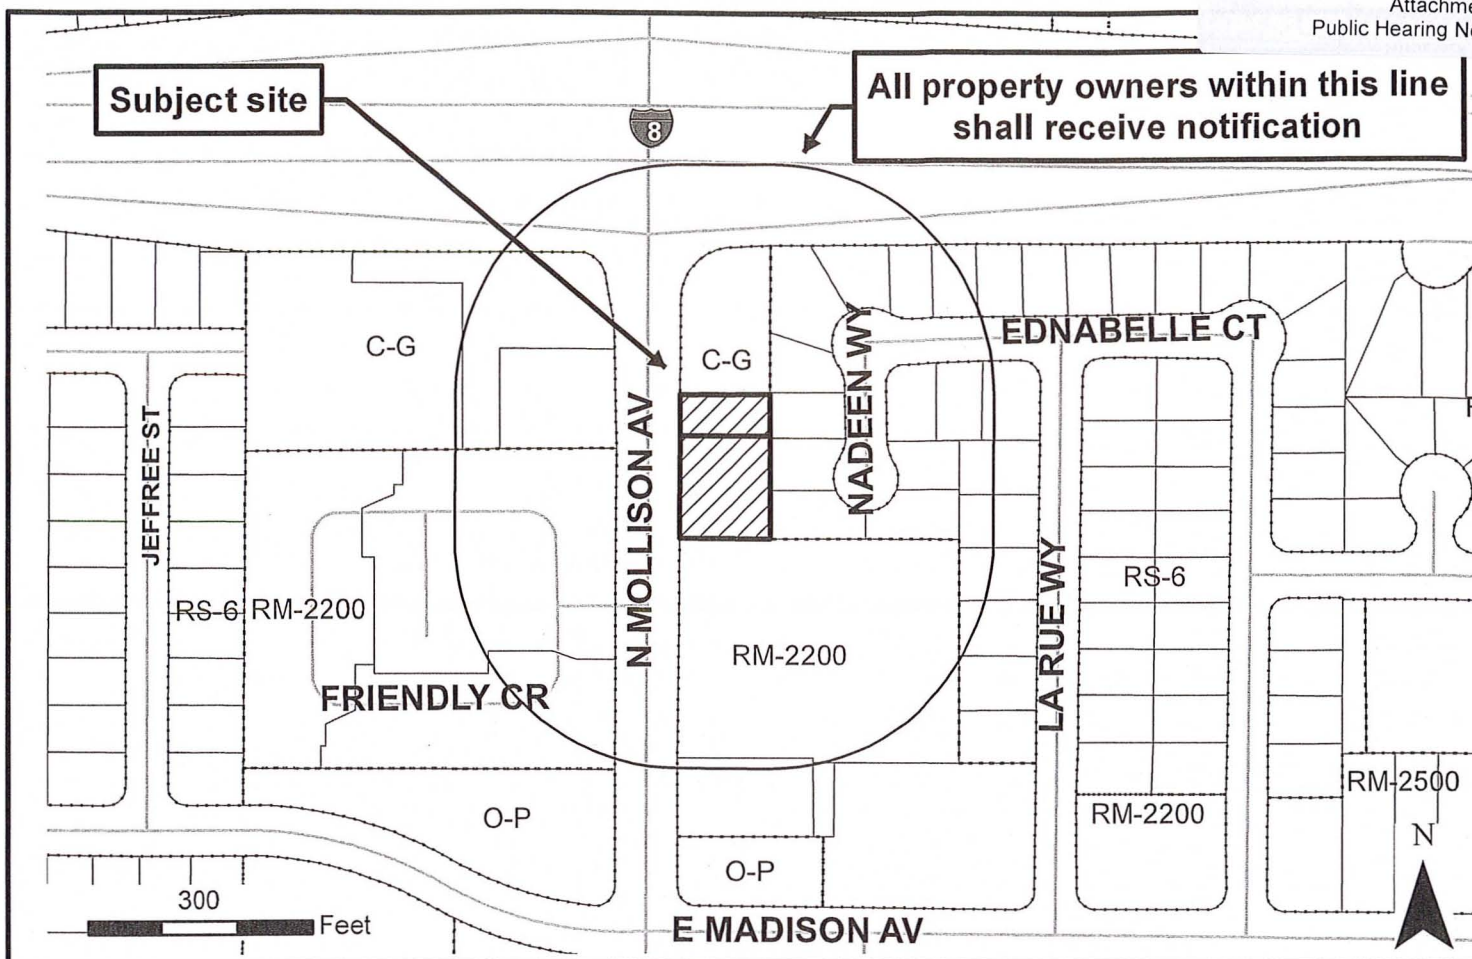 Attachme
Public Hearing No
Subject site
All property owners within this line
shall receive notification
8
C-G
C-G
EDNABELLE CT
NADEEN WY
N MOLLISON AV
JEFFREE ST
RS-6
RM-2200
FRIENDLY CR
RM-2200
LA RUE WY
RS-6
O-P
RM-2200
RM-2500
O-P
N
300
Feet
E MADISON AV